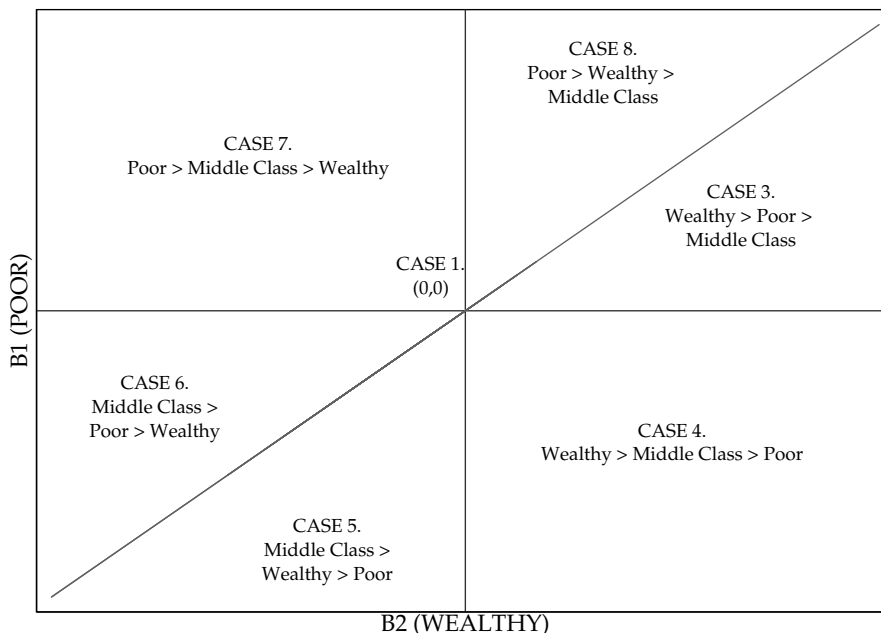 CASE 8.
Poor > Wealthy >
Middle Class
CASE 7.
Poor > Middle Class > Wealthy
CASE 3.
Wealthy > Poor >
Middle Class
CASE 1.
(0,0)
B1 (POOR)
CASE 6.
Middle Class >
Poor > Wealthy
CASE 4.
Wealthy > Middle Class > Poor
CASE 5.
Middle Class >
Wealthy > Poor
B2 (WEALTHY)